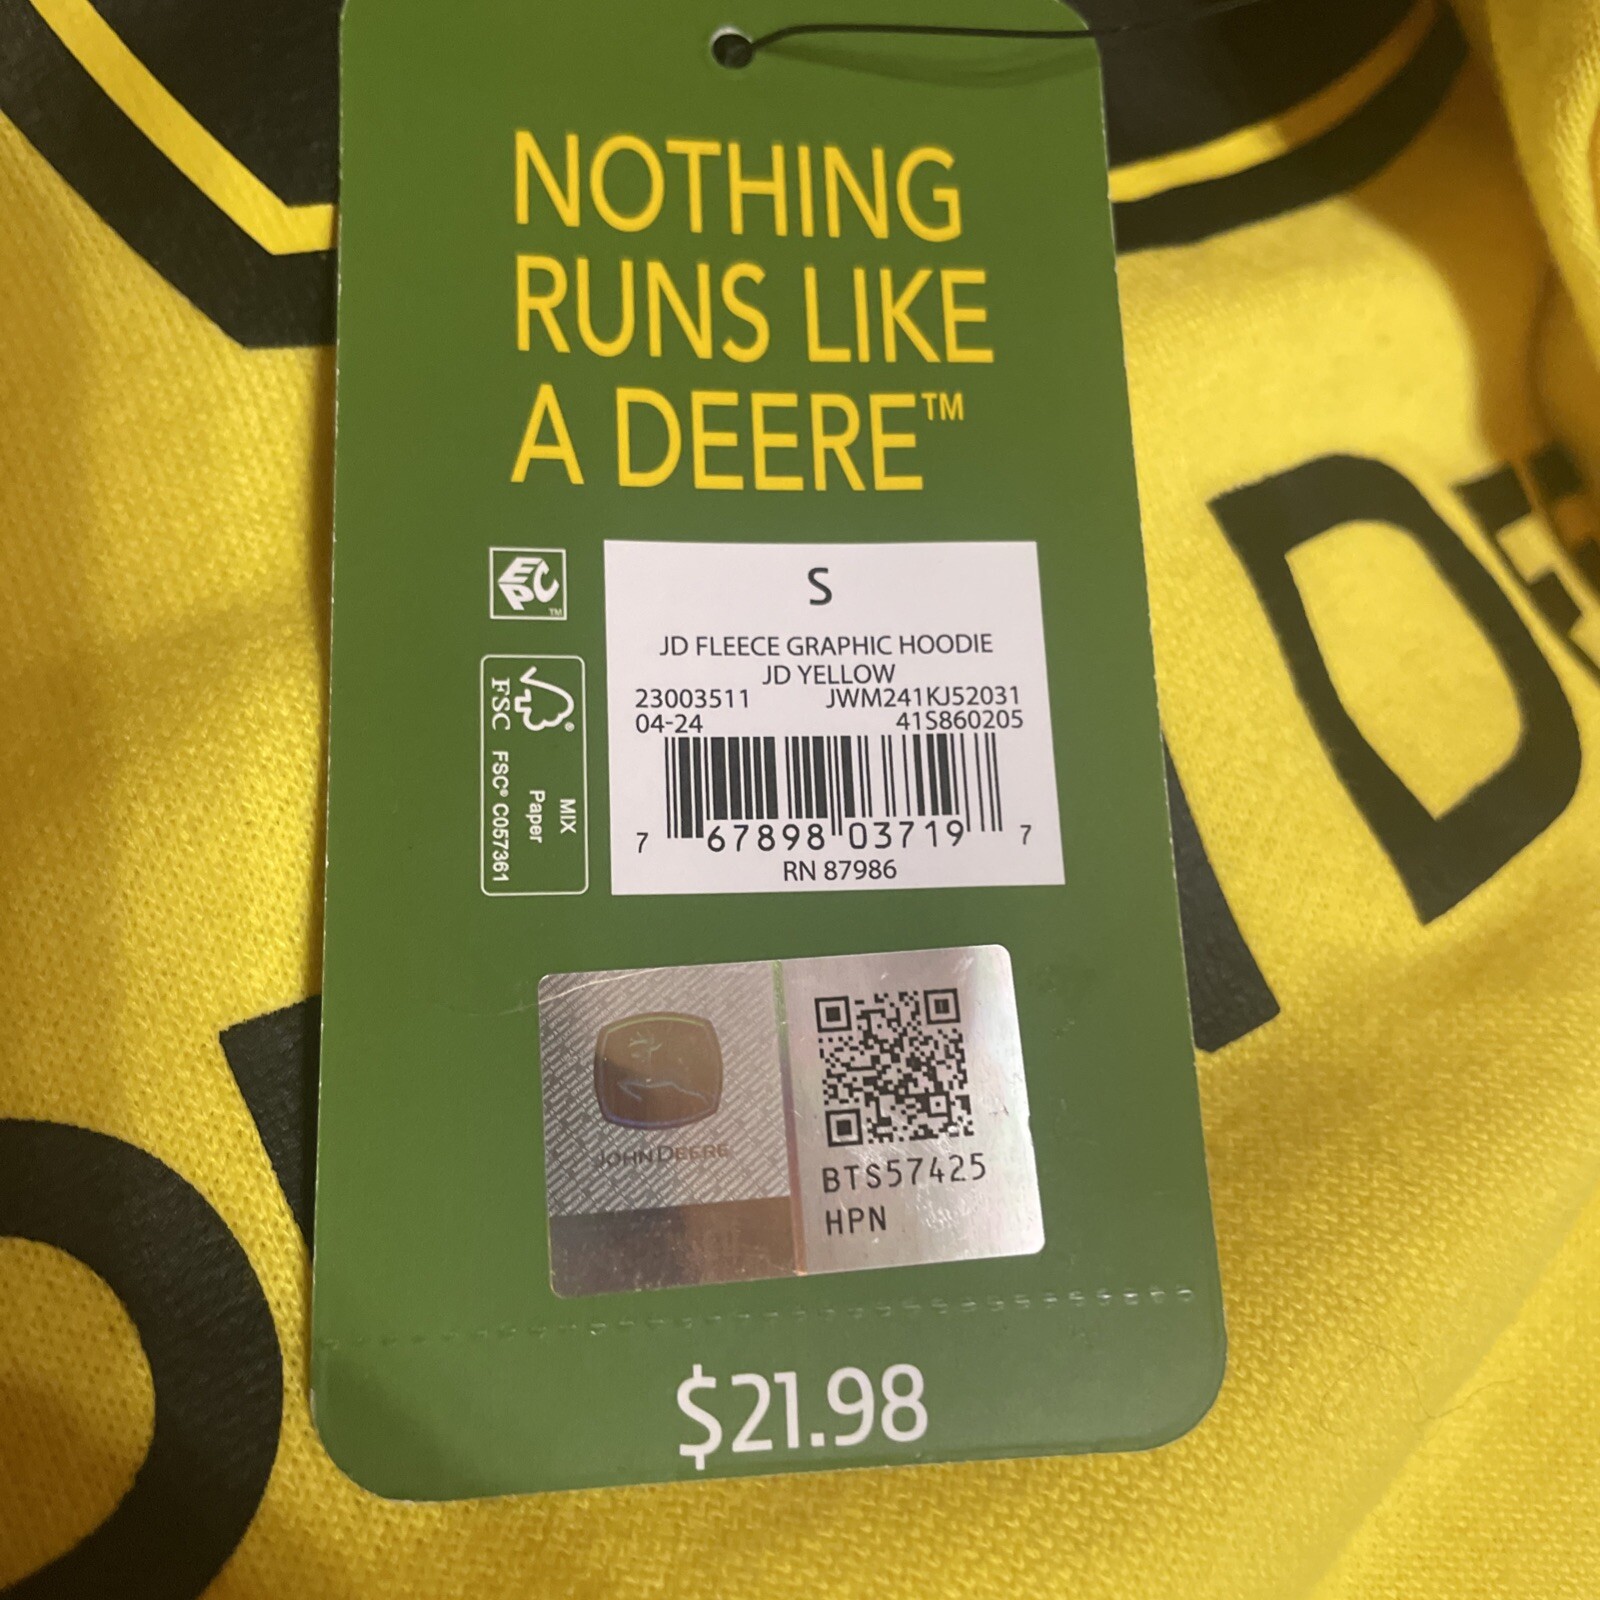 NOTHING
RUNS LIKE
A DEERE™
EPC™
S
JD FLEECE GRAPHIC HOODIE
JD YELLOW
23003511 JWM241KJ52031
04-24 41S860205
7 67898 03719 7
RN 87986
FSC®
MIX
Paper
FSC® C057361
JOHN DEERE
BTS57425
HPN
$21.98